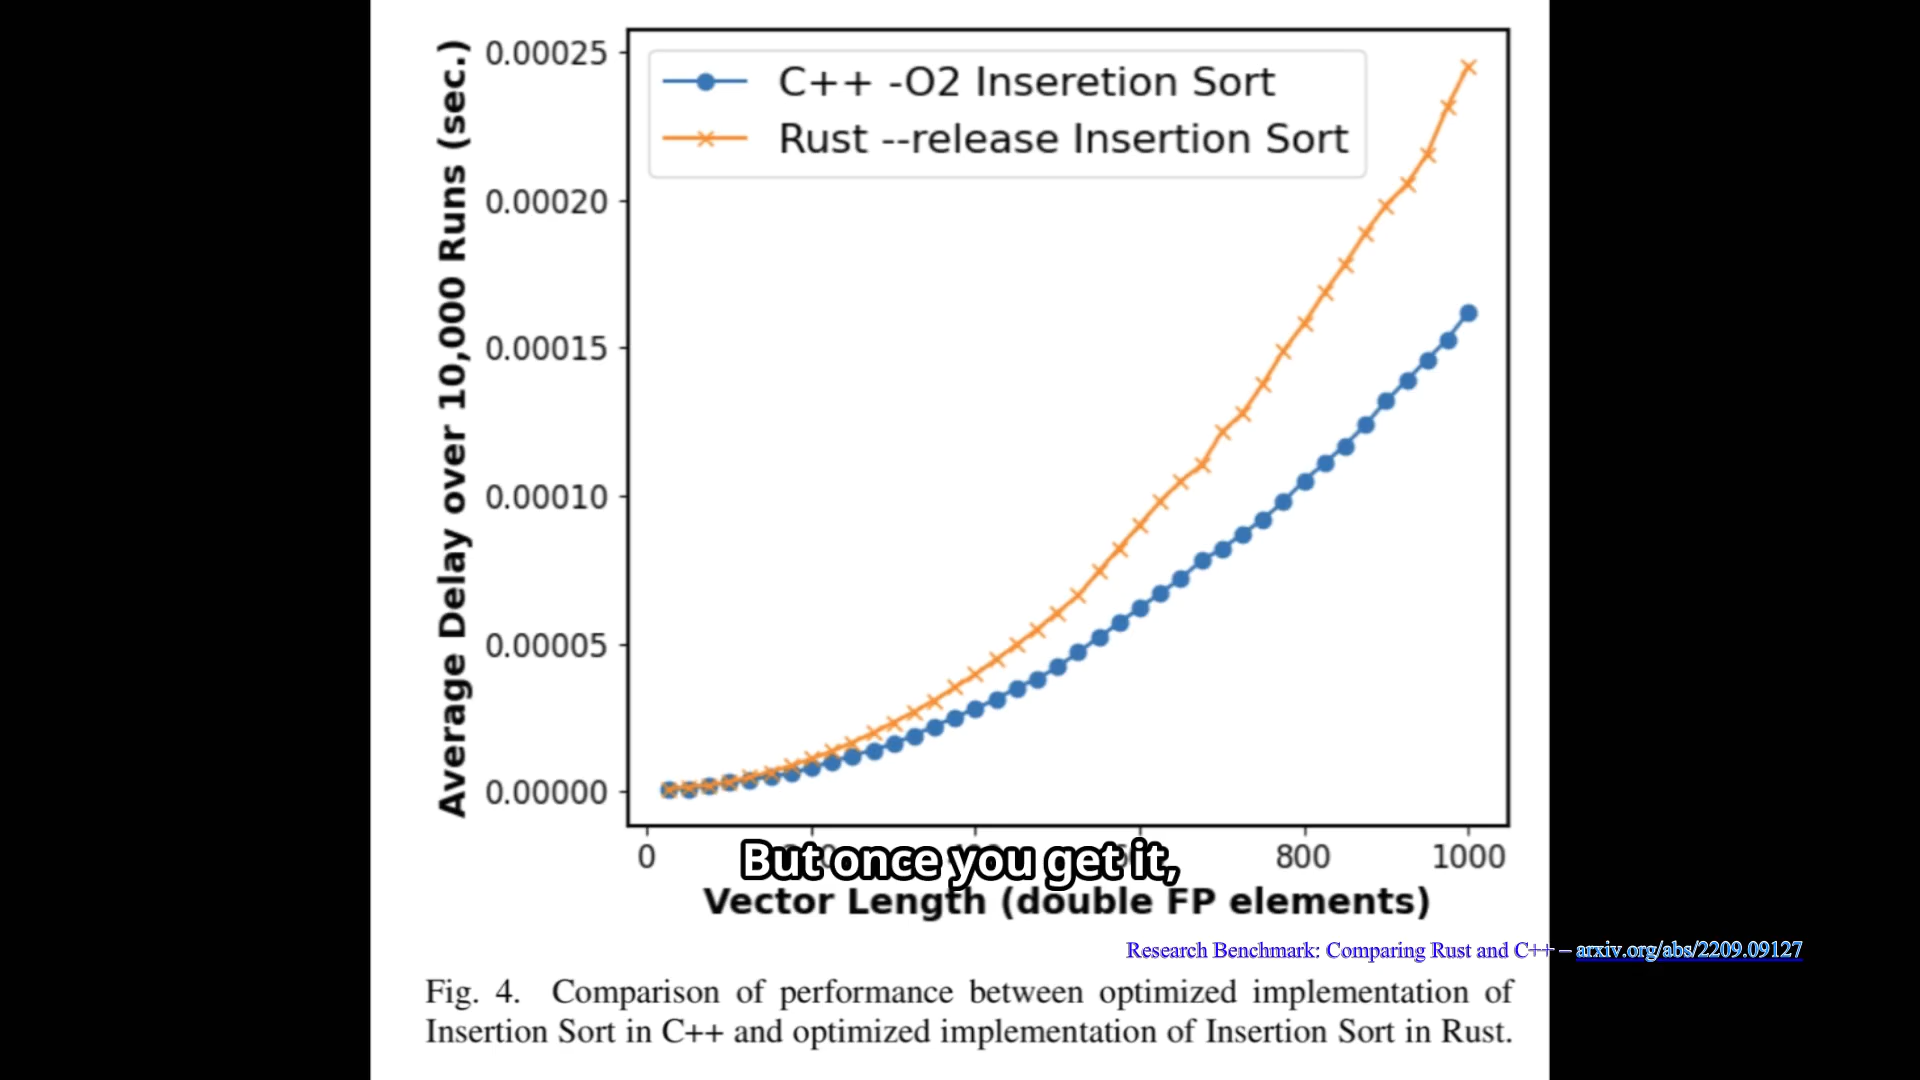 Average Delay over 10,000 Runs (sec.)
0.00025
0.00020
0.00015
0.00010
0.00005
0.00000
C++ -O2 Inseretion Sort
Rust --release Insertion Sort
0
800
1000
But once you get it,
Vector Length (double FP elements)
Research Benchmark: Comparing Rust and C++ – arxiv.org/abs/2209.09127
Fig. 4. Comparison of performance between optimized implementation of
Insertion Sort in C++ and optimized implementation of Insertion Sort in Rust.